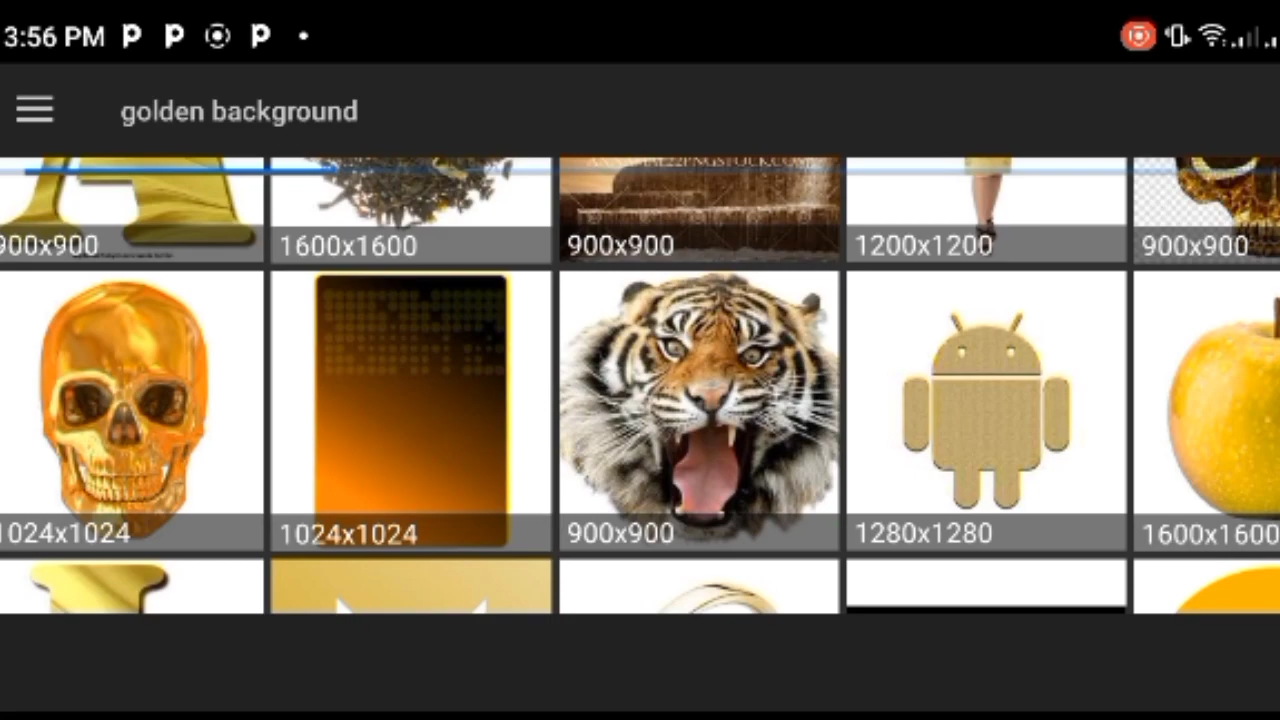 3:56 PM
golden background
900x900
1600x1600
900x900
1200x1200
900x900
1024x1024
1024x1024
900x900
1280x1280
1600x1600